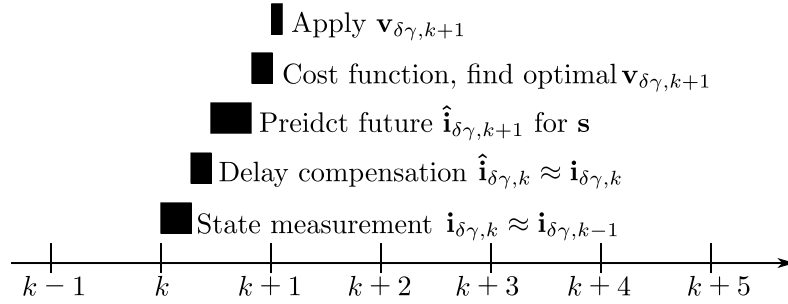 Apply v_{δγ,k+1}
Cost function, find optimal v_{δγ,k+1}
Preidct future î_{δγ,k+1} for s
Delay compensation î_{δγ,k} ≈ i_{δγ,k}
State measurement i_{δγ,k} ≈ i_{δγ,k−1}
k − 1 k k + 1 k + 2 k + 3 k + 4 k + 5